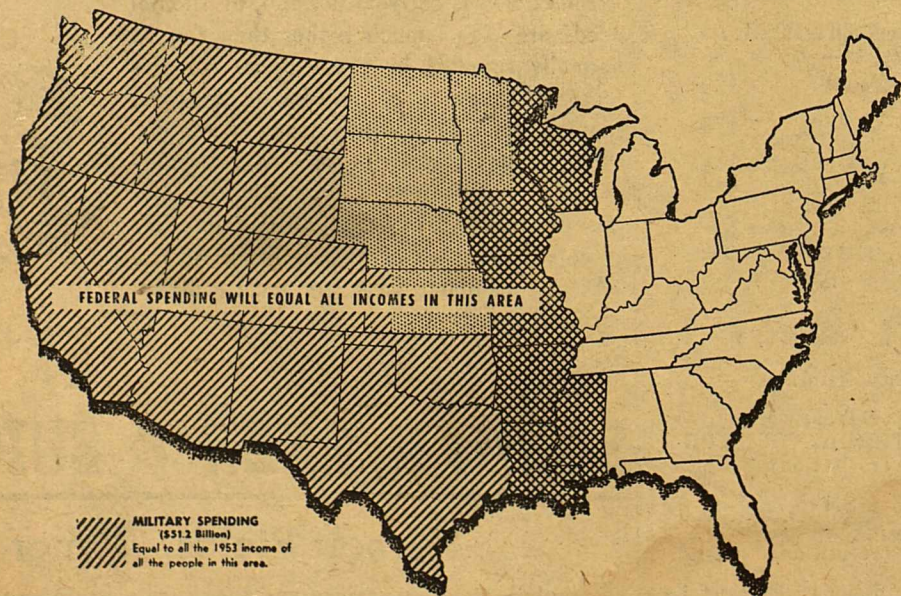 FEDERAL SPENDING WILL EQUAL ALL INCOMES IN THIS AREA
MILITARY SPENDING
($51.2 Billion)
Equal to all the 1953 income of
all the people in this area.